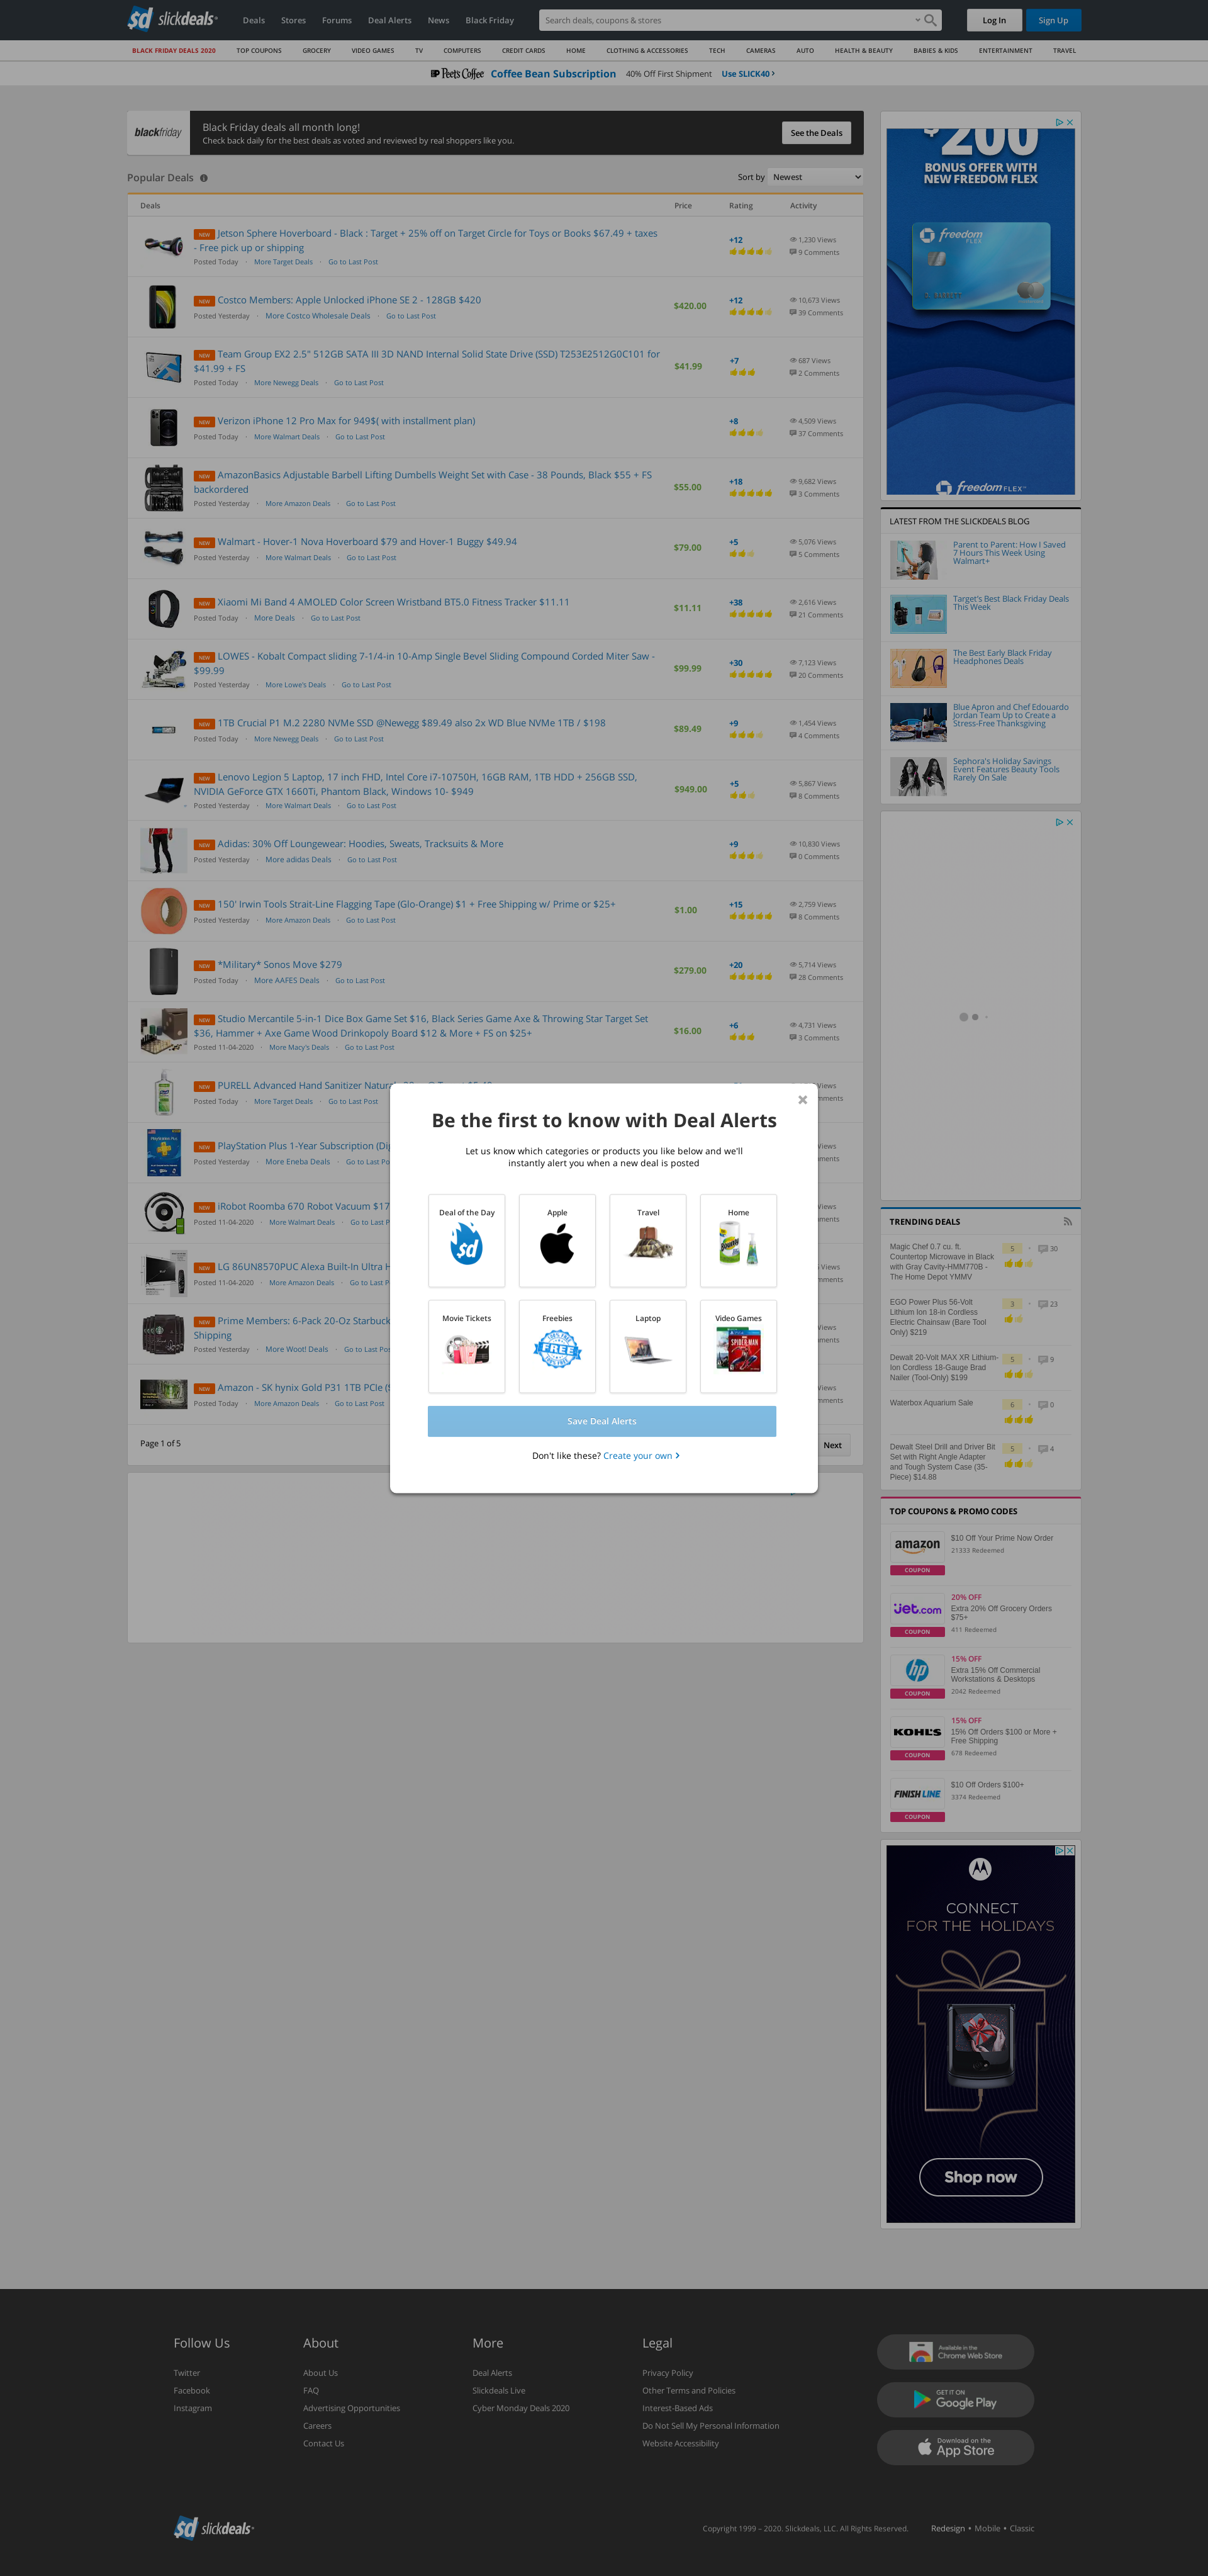 sd slickdeals
Deals Stores Forums Deal Alerts News Black Friday
Search deals, coupons & stores
Log In Sign Up
BLACK FRIDAY DEALS 2020 TOP COUPONS GROCERY VIDEO GAMES TV COMPUTERS CREDIT CARDS HOME CLOTHING & ACCESSORIES TECH CAMERAS AUTO HEALTH & BEAUTY BABIES & KIDS ENTERTAINMENT TRAVEL
Peet's Coffee Coffee Bean Subscription 40% Off First Shipment Use SLICK40
blackfriday
Black Friday deals all month long!
Check back daily for the best deals as voted and reviewed by real shoppers like you.
See the Deals
Popular Deals
Sort by Newest
Deals Price Rating Activity
NEW Jetson Sphere Hoverboard - Black : Target + 25% off on Target Circle for Toys or Books $67.49 + taxes
- Free pick up or shipping
Posted Today · More Target Deals · Go to Last Post
+12
1,230 Views
9 Comments
NEW Costco Members: Apple Unlocked iPhone SE 2 - 128GB $420
Posted Yesterday · More Costco Wholesale Deals · Go to Last Post
$420.00
+12
10,673 Views
39 Comments
NEW Team Group EX2 2.5" 512GB SATA III 3D NAND Internal Solid State Drive (SSD) T253E2512G0C101 for
$41.99 + FS
Posted Today · More Newegg Deals · Go to Last Post
$41.99
+7
687 Views
2 Comments
NEW Verizon iPhone 12 Pro Max for 949$( with installment plan)
Posted Today · More Walmart Deals · Go to Last Post
+8
4,509 Views
37 Comments
NEW AmazonBasics Adjustable Barbell Lifting Dumbells Weight Set with Case - 38 Pounds, Black $55 + FS
backordered
Posted Yesterday · More Amazon Deals · Go to Last Post
$55.00
+18
9,682 Views
3 Comments
NEW Walmart - Hover-1 Nova Hoverboard $79 and Hover-1 Buggy $49.94
Posted Yesterday · More Walmart Deals · Go to Last Post
$79.00
+5
5,076 Views
5 Comments
NEW Xiaomi Mi Band 4 AMOLED Color Screen Wristband BT5.0 Fitness Tracker $11.11
Posted Today · More Deals · Go to Last Post
$11.11
+38
2,616 Views
21 Comments
NEW LOWES - Kobalt Compact sliding 7-1/4-in 10-Amp Single Bevel Sliding Compound Corded Miter Saw -
$99.99
Posted Yesterday · More Lowe's Deals · Go to Last Post
$99.99
+30
7,123 Views
20 Comments
NEW 1TB Crucial P1 M.2 2280 NVMe SSD @Newegg $89.49 also 2x WD Blue NVMe 1TB / $198
Posted Today · More Newegg Deals · Go to Last Post
$89.49
+9
1,454 Views
4 Comments
NEW Lenovo Legion 5 Laptop, 17 inch FHD, Intel Core i7-10750H, 16GB RAM, 1TB HDD + 256GB SSD,
NVIDIA GeForce GTX 1660Ti, Phantom Black, Windows 10- $949
Posted Yesterday · More Walmart Deals · Go to Last Post
$949.00
+5
5,867 Views
8 Comments
NEW Adidas: 30% Off Loungewear: Hoodies, Sweats, Tracksuits & More
Posted Yesterday · More adidas Deals · Go to Last Post
+9
10,830 Views
0 Comments
NEW 150' Irwin Tools Strait-Line Flagging Tape (Glo-Orange) $1 + Free Shipping w/ Prime or $25+
Posted Yesterday · More Amazon Deals · Go to Last Post
$1.00
+15
2,759 Views
8 Comments
NEW *Military* Sonos Move $279
Posted Today · More AAFES Deals · Go to Last Post
$279.00
+20
5,714 Views
28 Comments
NEW Studio Mercantile 5-in-1 Dice Box Game Set $16, Black Series Game Axe & Throwing Star Target Set
$36, Hammer + Axe Game Wood Drinkopoly Board $12 & More + FS on $25+
Posted 11-04-2020 · More Macy's Deals · Go to Last Post
$16.00
+6
4,731 Views
3 Comments
NEW PURELL Advanced Hand Sanitizer Natural
Posted Today · More Target Deals · Go to Last Post
Views
NEW PlayStation Plus 1-Year Subscription
Posted Yesterday · More Eneba Deals · Go to Last
Views
NEW iRobot Roomba 670 Robot Vacuum
Posted 11-04-2020 · More Walmart Deals · Go to Last
Views
NEW LG 86UN8570PUC Alexa Built-In Ultra
Posted 11-04-2020 · More Amazon Deals · Go to Last
Views
NEW Prime Members: 6-Pack 20-Oz
Shipping
Posted Yesterday · More Woot! Deals · Go to Last
Views
NEW Amazon - SK hynix Gold P31 1TB PCIe
Posted Today · More Amazon Deals · Go to Last Post
Views
Page 1 of 5
Next
Be the first to know with Deal Alerts
Let us know which categories or products you like below and we'll
instantly alert you when a new deal is posted
Deal of the Day Apple Travel Home
sd
Bounty
Movie Tickets Freebies Laptop Video Games
FREE
SPIDER-MAN
Save Deal Alerts
Don't like these? Create your own
$200
BONUS OFFER WITH
NEW FREEDOM FLEX
freedom
FLEX
freedom FLEX
LATEST FROM THE SLICKDEALS BLOG
Parent to Parent: How I Saved
7 Hours This Week Using
Walmart+
Target's Best Black Friday Deals
This Week
The Best Early Black Friday
Headphones Deals
Blue Apron and Chef Edouardo
Jordan Team Up to Create a
Stress-Free Thanksgiving
Sephora's Holiday Savings
Event Features Beauty Tools
Rarely On Sale
TRENDING DEALS
Magic Chef 0.7 cu. ft.
Countertop Microwave in Black
with Gray Cavity-HMM770B -
The Home Depot YMMV
5 · 30
EGO Power Plus 56-Volt
Lithium Ion 18-in Cordless
Electric Chainsaw (Bare Tool
Only) $219
3 · 23
Dewalt 20-Volt MAX XR Lithium-
Ion Cordless 18-Gauge Brad
Nailer (Tool-Only) $199
5 · 9
Waterbox Aquarium Sale
6 · 0
Dewalt Steel Drill and Driver Bit
Set with Right Angle Adapter
and Tough System Case (35-
Piece) $14.88
5 · 4
TOP COUPONS & PROMO CODES
amazon
COUPON
$10 Off Your Prime Now Order
21333 Redeemed
jet.com
COUPON
20% OFF
Extra 20% Off Grocery Orders
$75+
411 Redeemed
hp
COUPON
15% OFF
Extra 15% Off Commercial
Workstations & Desktops
2042 Redeemed
KOHL'S
COUPON
15% OFF
15% Off Orders $100 or More +
Free Shipping
678 Redeemed
FINISH LINE
COUPON
$10 Off Orders $100+
3374 Redeemed
CONNECT
FOR THE HOLIDAYS
Shop now
Follow Us
Twitter
Facebook
Instagram
About
About Us
FAQ
Advertising Opportunities
Careers
Contact Us
More
Deal Alerts
Slickdeals Live
Cyber Monday Deals 2020
Legal
Privacy Policy
Other Terms and Policies
Interest-Based Ads
Do Not Sell My Personal Information
Website Accessibility
Available in the
Chrome Web Store
GET IT ON
Google Play
Download on the
App Store
sd slickdeals
Copyright 1999 – 2020. Slickdeals, LLC. All Rights Reserved.
Redesign • Mobile • Classic